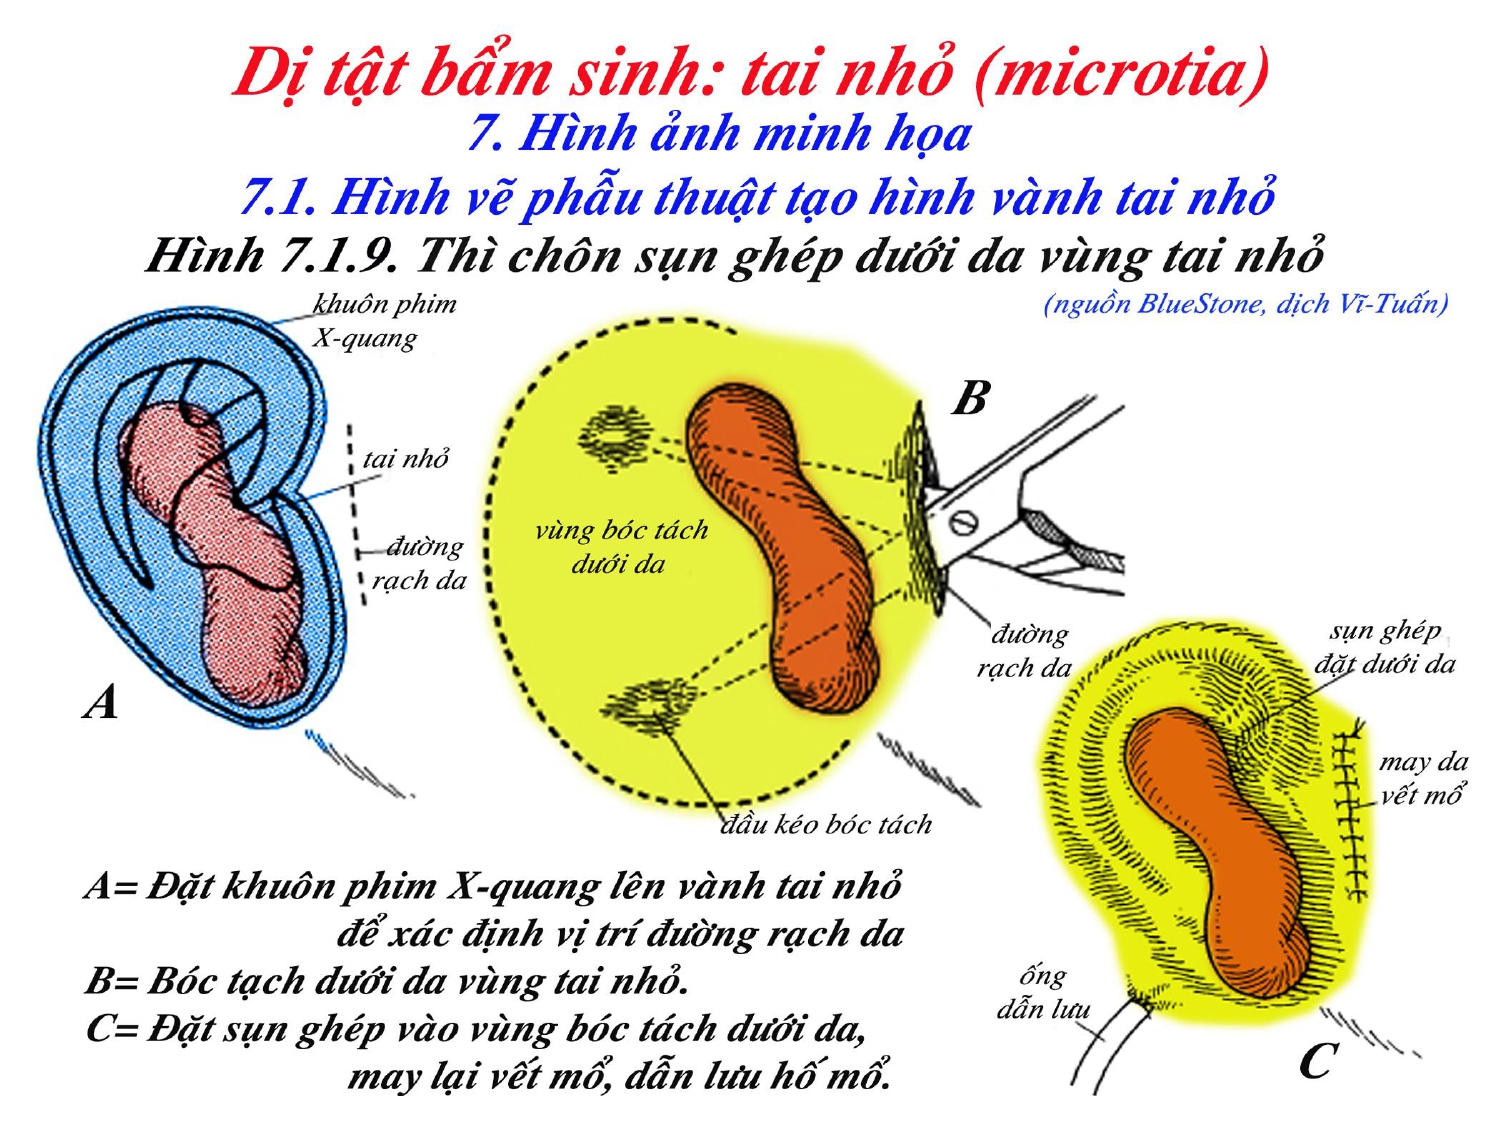 Dị tật bẩm sinh: tai nhỏ (microtia)
7. Hình ảnh minh họa
7.1. Hình vẽ phẫu thuật tạo hình vành tai nhỏ
Hình 7.1.9. Thì chôn sụn ghép dưới da vùng tai nhỏ
(nguồn BlueStone, dịch Vĩ-Tuấn)
khuôn phim
X-quang
tai nhỏ
đường
rạch da
A
B
vùng bóc tách
dưới da
đường
rạch da
đầu kéo bóc tách
sụn ghép
đặt dưới da
may da
vết mổ
ống
dẫn lưu
C
A= Đặt khuôn phim X-quang lên vành tai nhỏ
để xác định vị trí đường rạch da
B= Bóc tạch dưới da vùng tai nhỏ.
C= Đặt sụn ghép vào vùng bóc tách dưới da,
may lại vết mổ, dẫn lưu hố mổ.